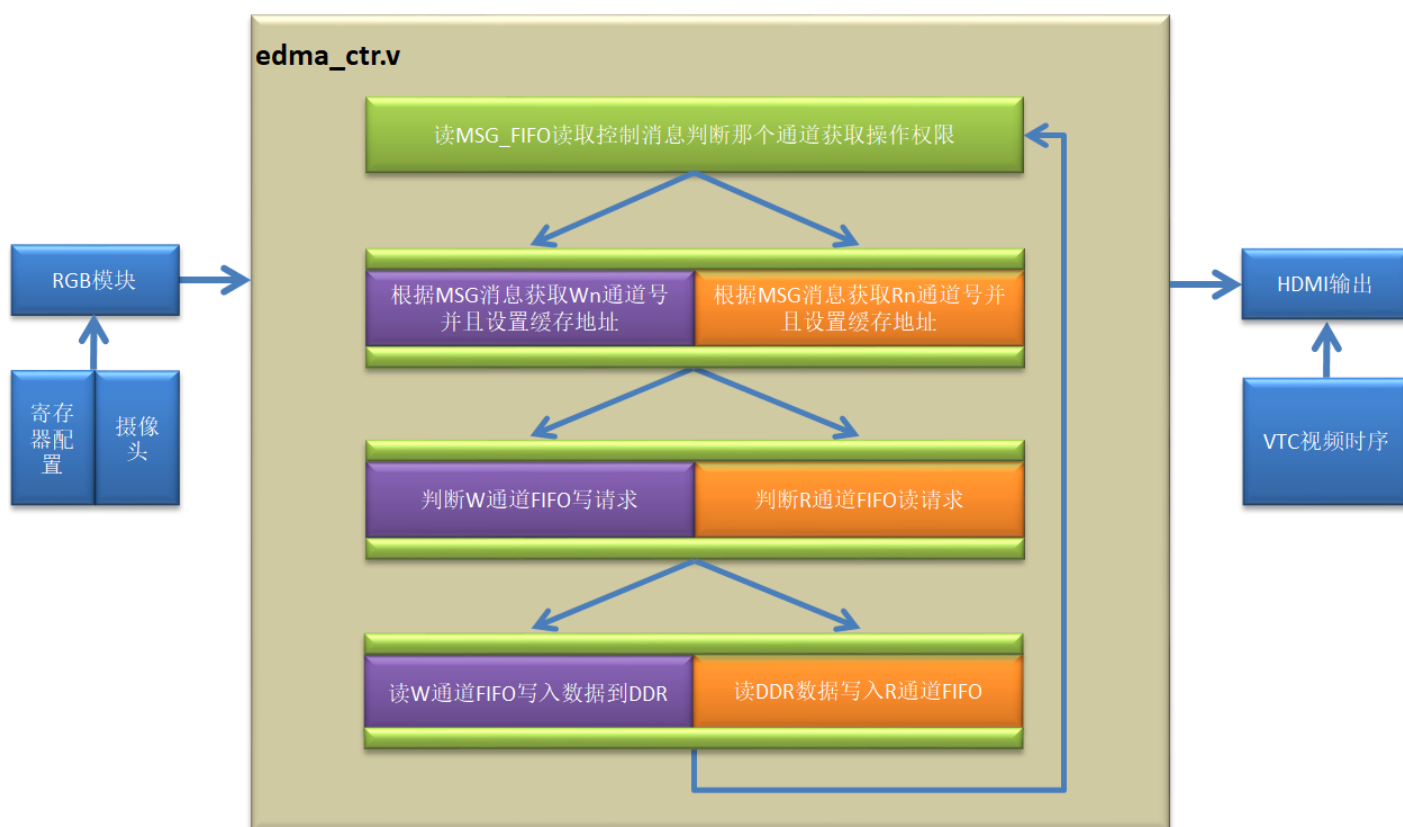 edma_ctr.v
读MSG_FIFO读取控制消息判断那个通道获取操作权限
RGB模块
寄存
器配
置
摄像
头
根据MSG消息获取Wn通道号
并且设置缓存地址
根据MSG消息获取Rn通道号并
且设置缓存地址
判断W通道FIFO写请求
判断R通道FIFO读请求
读W通道FIFO写入数据到DDR
读DDR数据写入R通道FIFO
HDMI输出
VTC视频时序